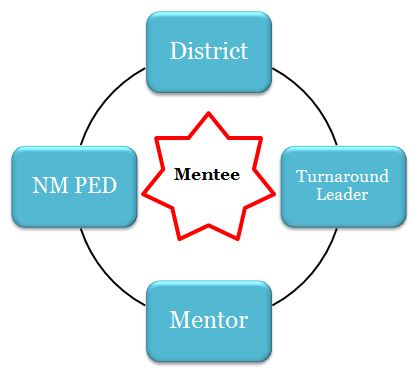 District
NM PED
Mentee
Turnaround
Leader
Mentor